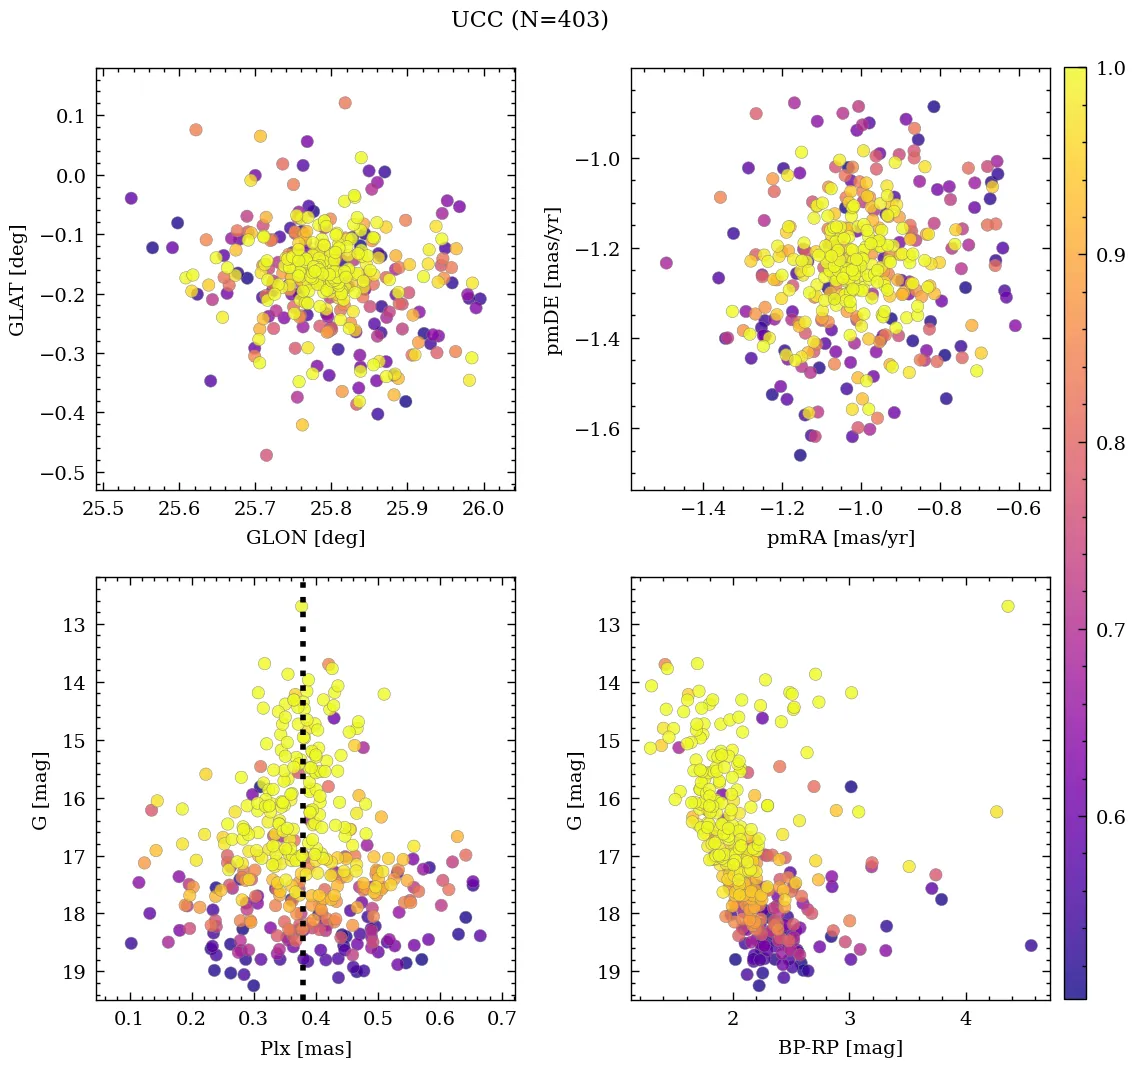 UCC (N=403)
0.1
0.0
−0.1
−0.2
−0.3
−0.4
−0.5
GLAT [deg]
25.5 25.6 25.7 25.8 25.9 26.0
GLON [deg]
−1.0
−1.2
−1.4
−1.6
pmDE [mas/yr]
−1.4 −1.2 −1.0 −0.8 −0.6
pmRA [mas/yr]
13
14
15
16
17
18
19
G [mag]
0.1 0.2 0.3 0.4 0.5 0.6 0.7
Plx [mas]
13
14
15
16
17
18
19
G [mag]
2 3 4
BP-RP [mag]
1.0
0.9
0.8
0.7
0.6